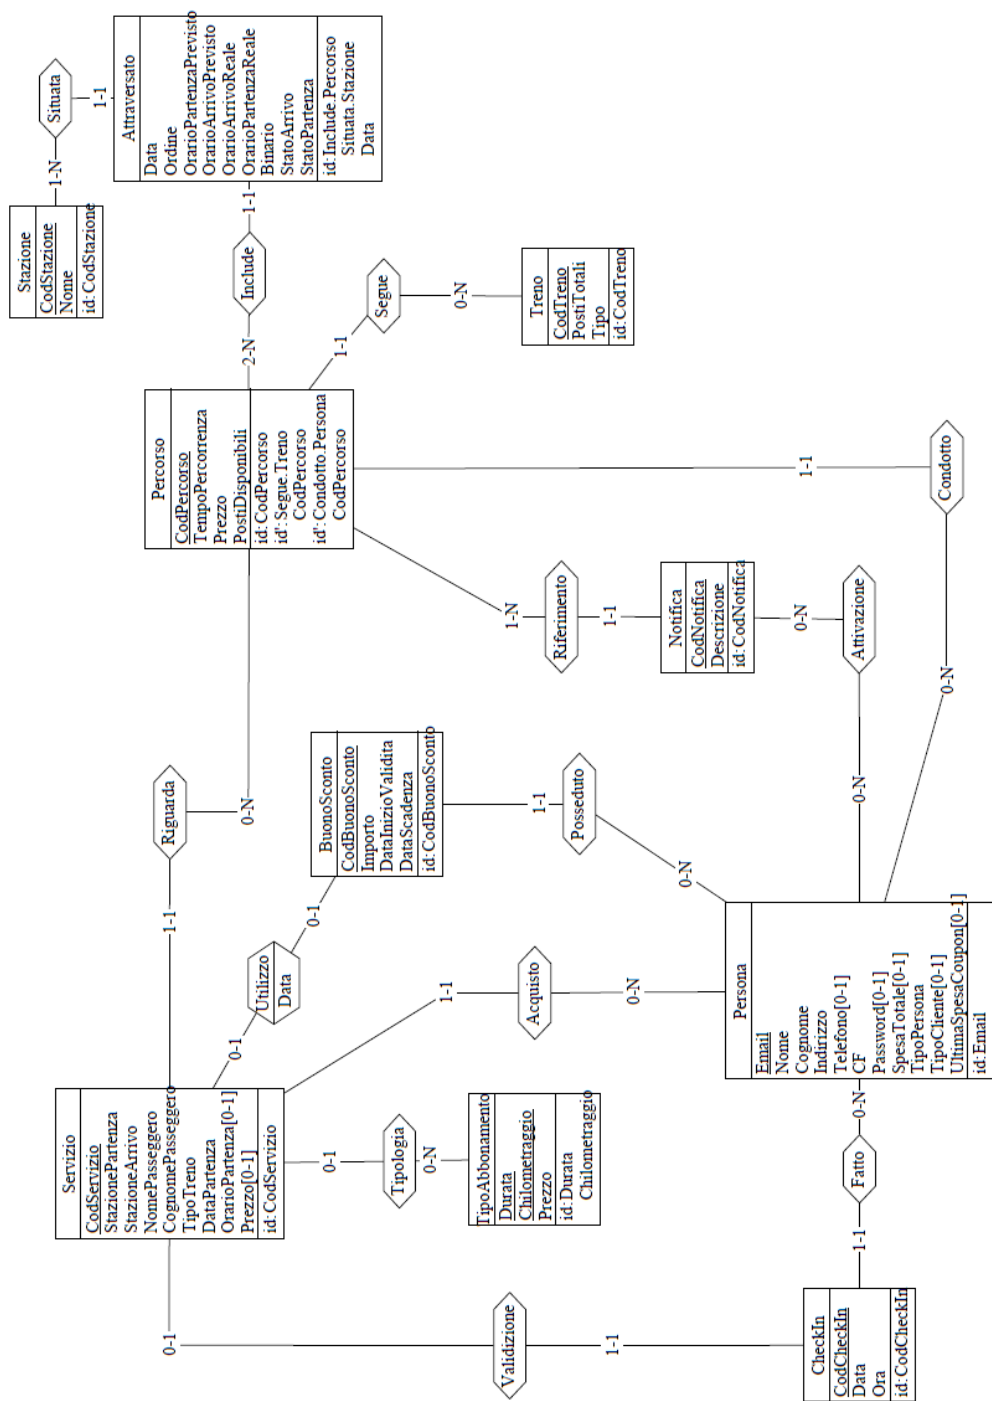 Stazione
CodStazione
Nome
id:CodStazione
1-N
Situata
1-1
Attraversato
Data
Ordine
OrarioPartenzaPrevisto
OrarioArrivoPrevisto
OrarioArrivoReale
OrarioPartenzaReale
Binario
StatoArrivo
StatoPartenza
id:Include.Percorso
Situata.Stazione
Data
1-1
Include
2-N
Percorso
CodPercorso
TempoPercorrenza
Prezzo
PostiDisponibili
id:CodPercorso
id':Segue.Treno
CodPercorso
id':Condotto.Persona
CodPercorso
1-1
Segue
0-N
Treno
CodTreno
PostiTotali
Tipo
id:CodTreno
1-1
Condotto
0-N
1-N
Riferimento
1-1
Notifica
CodNotifica
Descrizione
id:CodNotifica
0-N
Attivazione
0-N
0-N
Riguarda
1-1
BuonoSconto
CodBuonoSconto
Importo
DataInizioValidita
DataScadenza
id:CodBuonoSconto
1-1
Posseduto
0-N
0-1
Utilizzo
Data
0-1
Servizio
CodServizio
StazionePartenza
StazioneArrivo
NomePasseggero
CognomePasseggero
TipoTreno
DataPartenza
OrarioPartenza[0-1]
Prezzo[0-1]
id:CodServizio
1-1
Acquisto
0-N
Persona
Email
Nome
Cognome
Indirizzo
Telefono[0-1]
CF
Password[0-1]
SpesaTotale[0-1]
TipoPersona
TipoCliente[0-1]
UltimaSpesaCoupon[0-1]
id:Email
0-1
Tipologia
0-N
TipoAbbonamento
Durata
Chilometraggio
Prezzo
id:Durata
Chilometraggio
0-N
Fatto
1-1
0-1
Validizione
1-1
CheckIn
CodCheckIn
Data
Ora
id:CodCheckIn